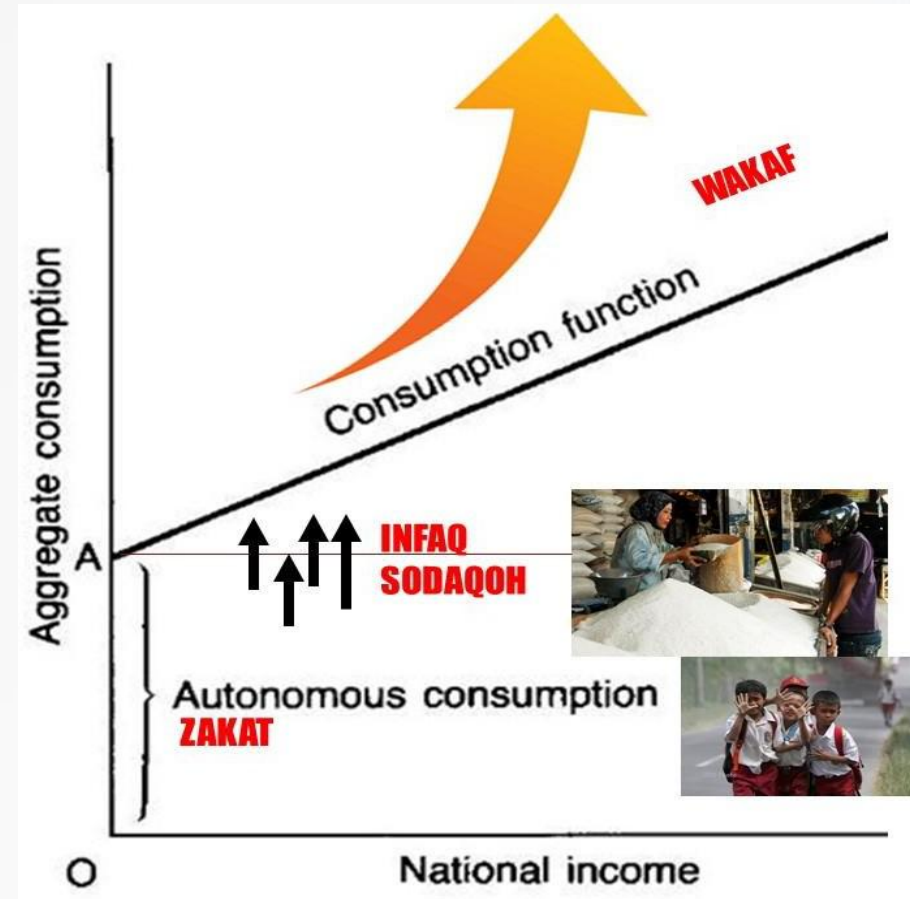 WAKAF
Aggregate consumption
Consumption function
A
INFAQ
SODAQOH
Autonomous consumption
ZAKAT
O
National income